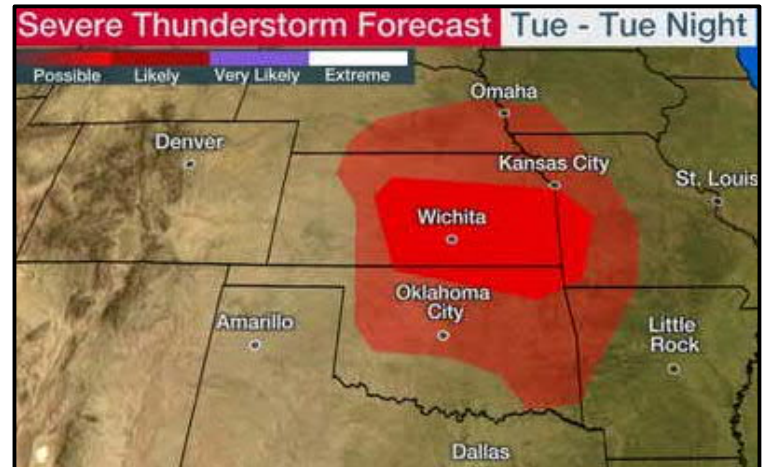 Severe Thunderstorm Forecast Tue - Tue Night
Possible Likely Very Likely Extreme
Omaha
Denver
Kansas City
St. Louis
Wichita
Oklahoma
City
Amarillo
Little
Rock
Dallas